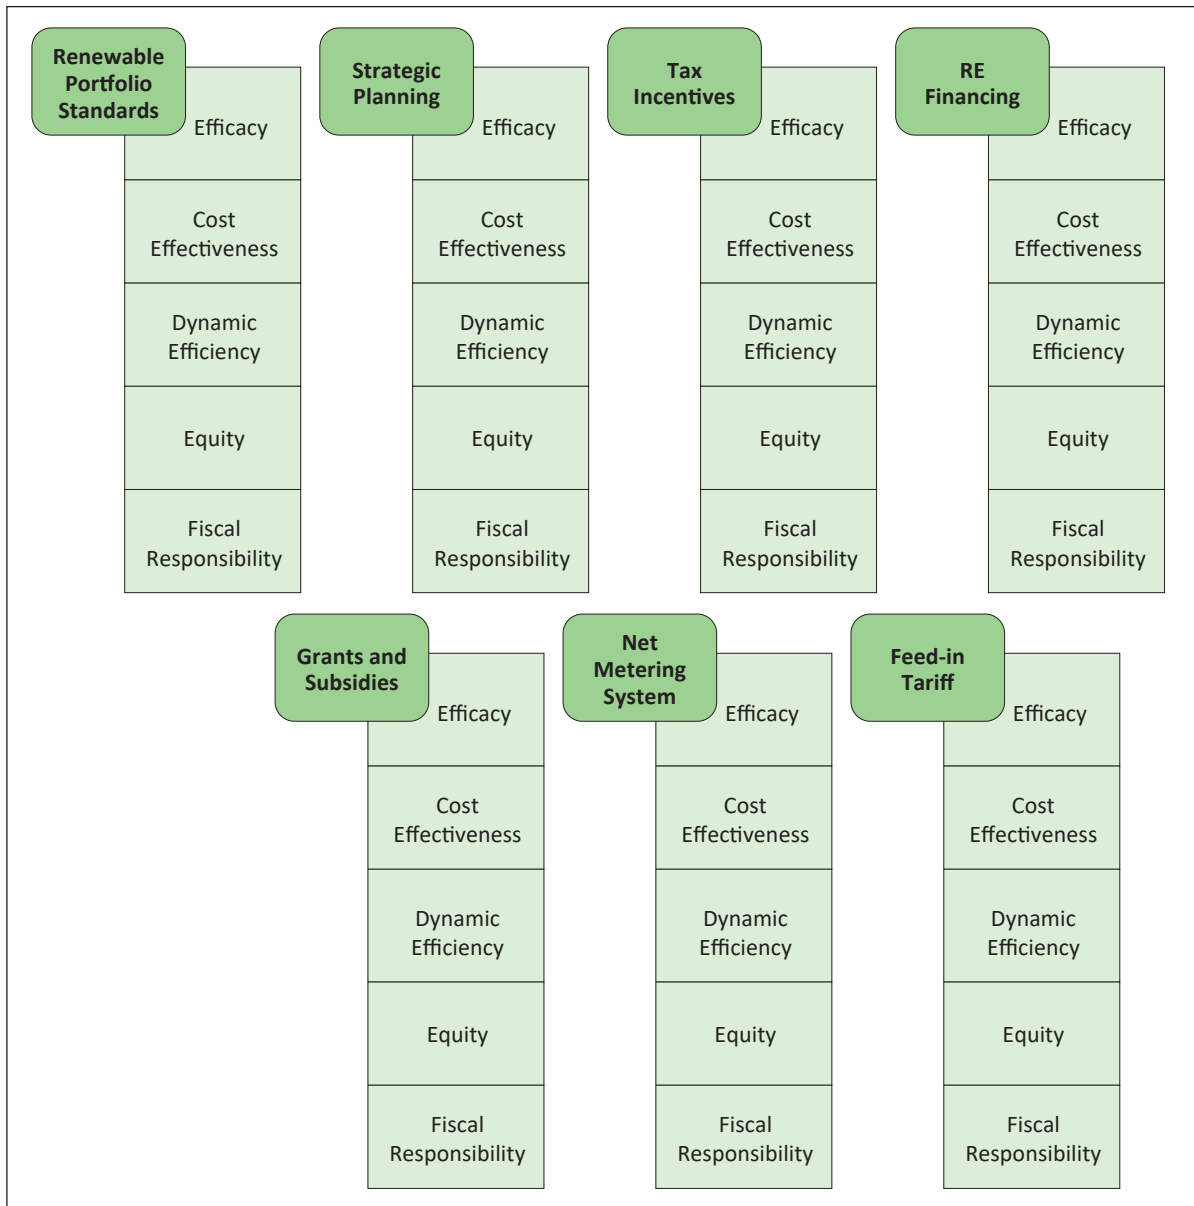 Renewable
Portfolio
Standards
Efficacy
Cost
Effectiveness
Dynamic
Efficiency
Equity
Fiscal
Responsibility
Strategic
Planning
Efficacy
Cost
Effectiveness
Dynamic
Efficiency
Equity
Fiscal
Responsibility
Tax
Incentives
Efficacy
Cost
Effectiveness
Dynamic
Efficiency
Equity
Fiscal
Responsibility
RE
Financing
Efficacy
Cost
Effectiveness
Dynamic
Efficiency
Equity
Fiscal
Responsibility
Grants and
Subsidies
Efficacy
Cost
Effectiveness
Dynamic
Efficiency
Equity
Fiscal
Responsibility
Net
Metering
System
Efficacy
Cost
Effectiveness
Dynamic
Efficiency
Equity
Fiscal
Responsibility
Feed-in
Tariff
Efficacy
Cost
Effectiveness
Dynamic
Efficiency
Equity
Fiscal
Responsibility